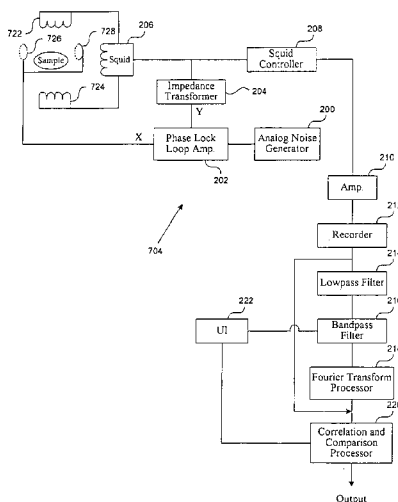 722
726
728
206
Sample
Squid
724
208
Squid
Controller
Impedance
Transformer
204
Y
200
X
Phase Lock
Loop Amp.
Analog Noise
Generator
202
210
Amp.
704
Recorder
Lowpass Filter
222
UI
Bandpass
Filter
Fourier Transform
Processor
Correlation and
Comparison
Processor
Output